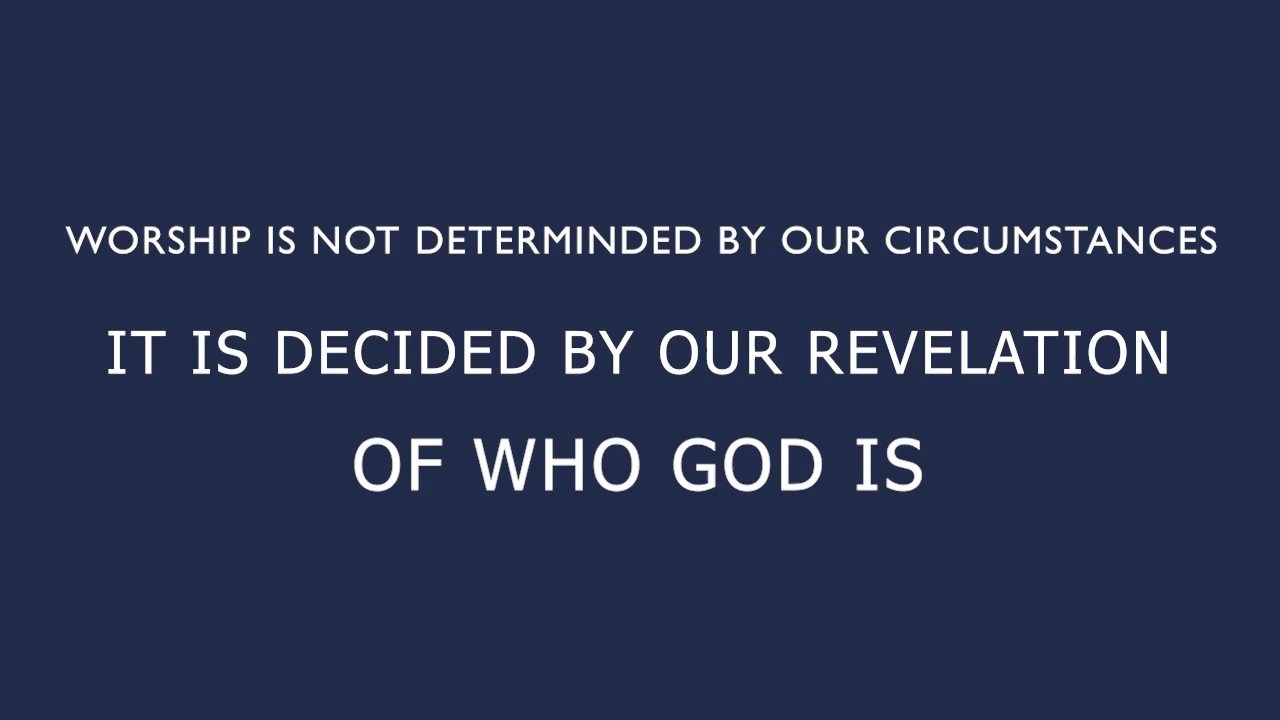 WORSHIP IS NOT DETERMINDED BY OUR CIRCUMSTANCES
IT IS DECIDED BY OUR REVELATION
OF WHO GOD IS